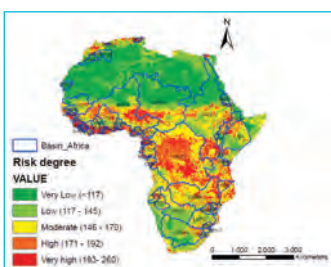 N
Basin_Africa
Risk degree
VALUE
Very Low (<117)
Low (117 - 145)
Moderate (146 - 170)
High (171 - 192)
Very high (193- 260)
0 1.000 2.000 3.000
Kilometers